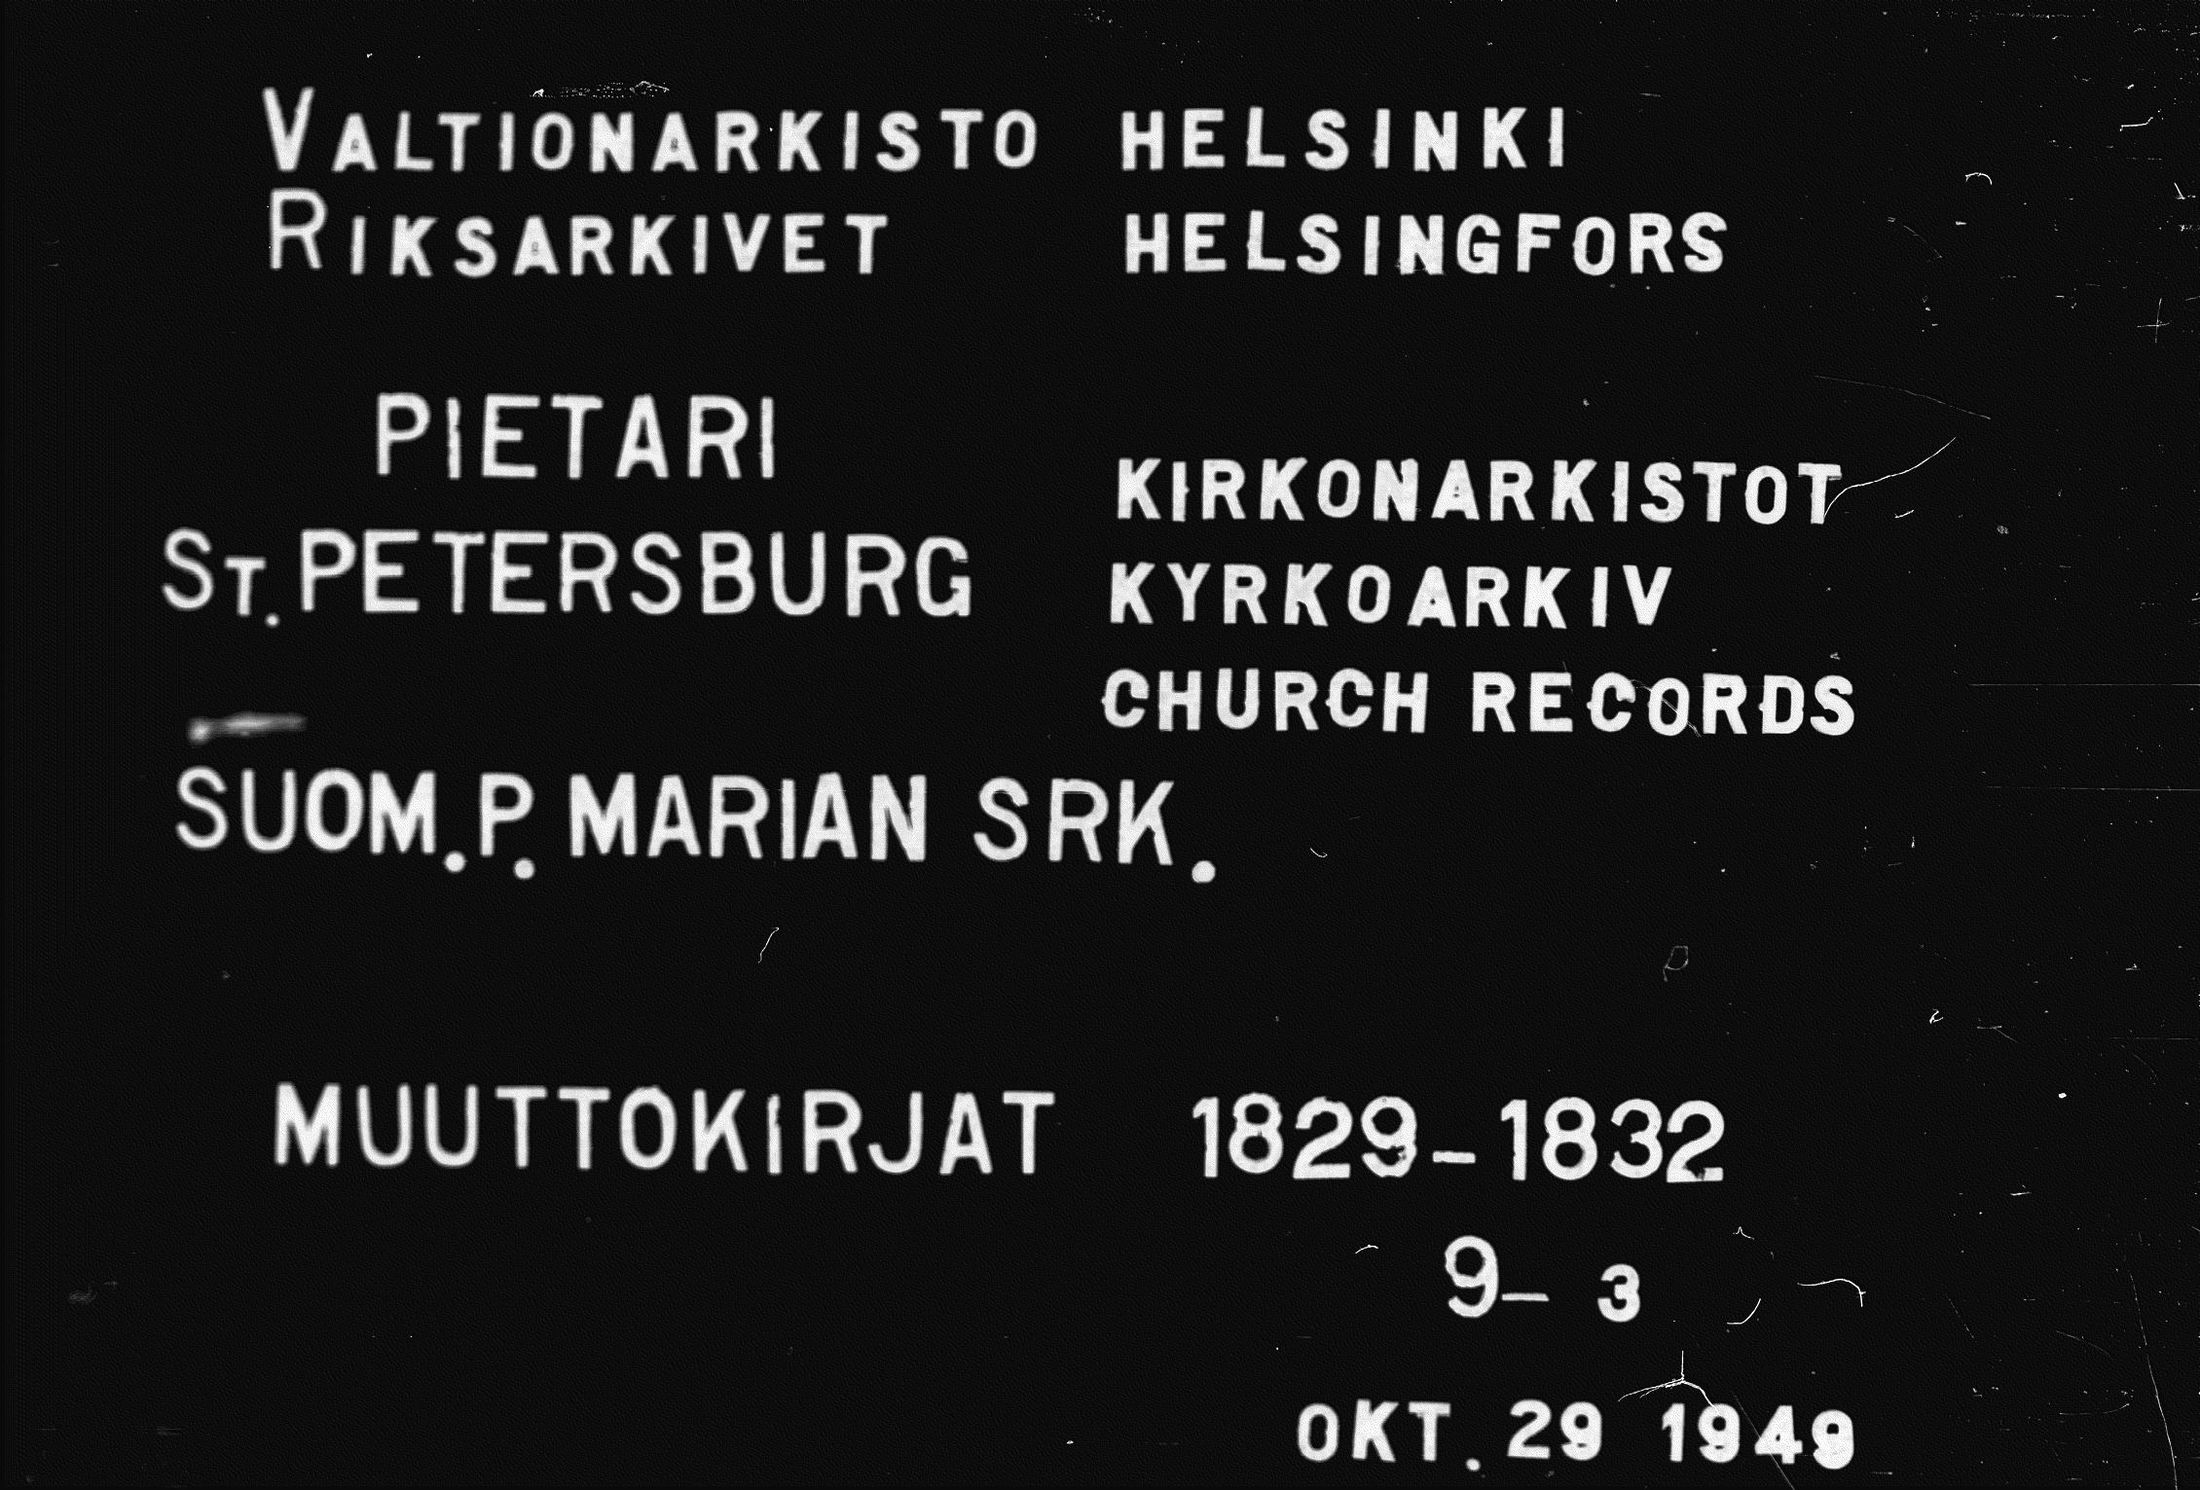 VALTIONARKISTO HELSINKI
RIKSARKIVET HELSINGFORS
PIETARI
ST. PETERSBURG
KIRKONARKISTOT
KYRKOARKIV
CHURCH RECORDS
SUOM. P. MARIAN SRK.
MUUTTOKIRJAT 1829-1832
9- 3
OKT. 29 1949